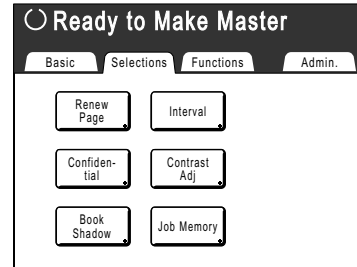 Ready to Make Master
Basic Selections Functions Admin.
Renew
Page
Interval
Confiden-
tial
Contrast
Adj
Book
Shadow
Job Memory